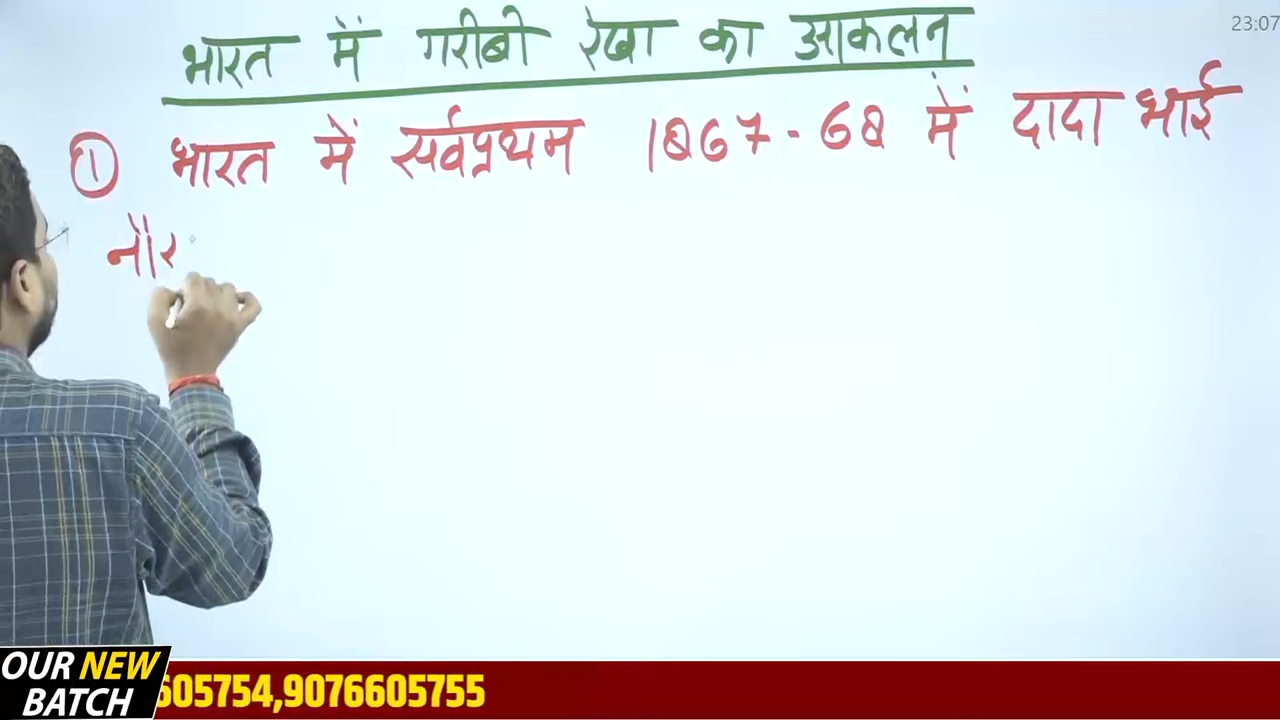 23:07
भारत में गरीबी रेखा का आकलन
① भारत में सर्वप्रथम 1867-68 में दादा भाई
नौर
OUR NEW
BATCH
605754,9076605755